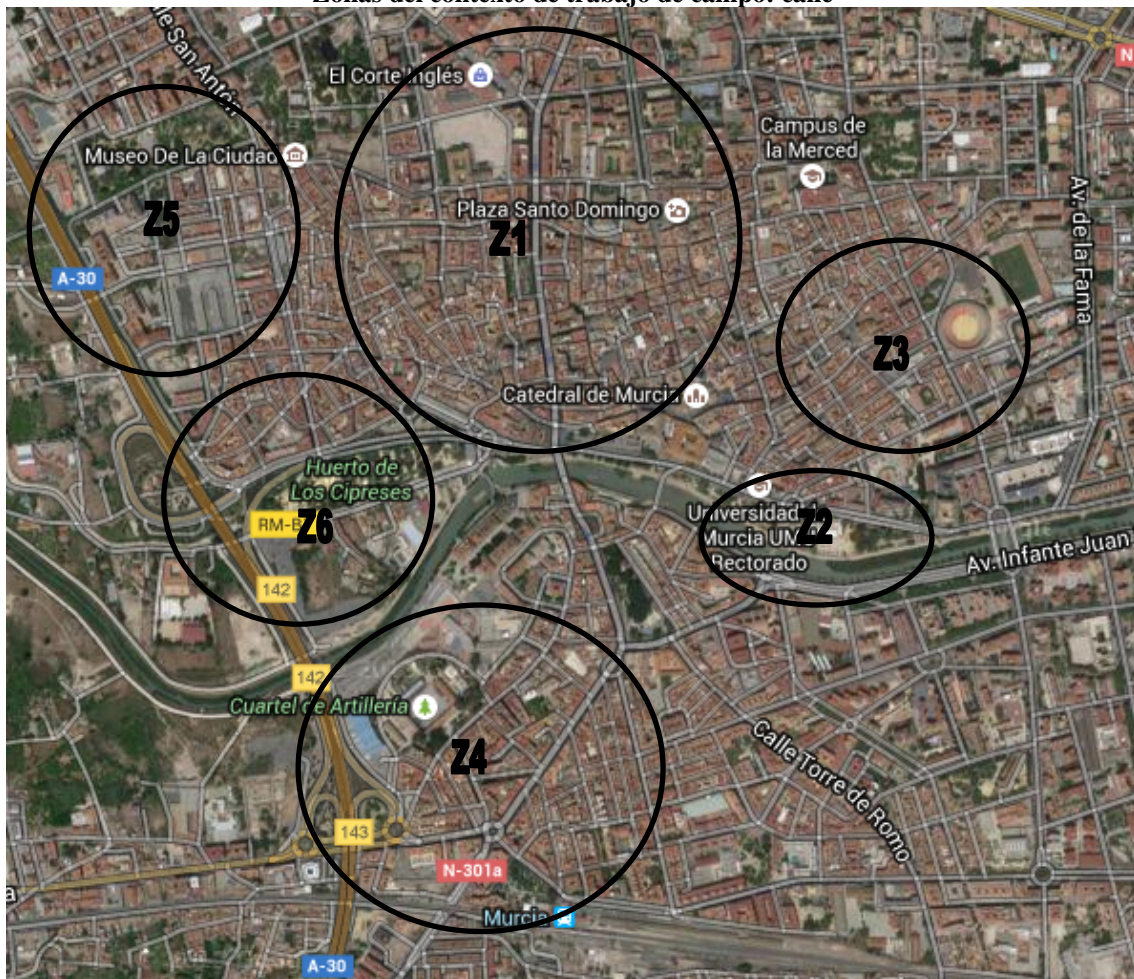 Zonas del contexto de trabajo de campo: calle
San Antón
El Corte Inglés
N
Museo De La Ciudad
Campus de
la Merced
Z5
Plaza Santo Domingo
Z1
Av. de la Fama
A-30
Z3
Catedral de Murcia
Huerto de
Los Cipreses
Z6
Universidad
Murcia
Rectorado
Z2
Av. Infante Juan
142
142
Cuartel de Artillería
Z4
Calle Torre de Romo
143
N-301a
a
Murcia
A-30